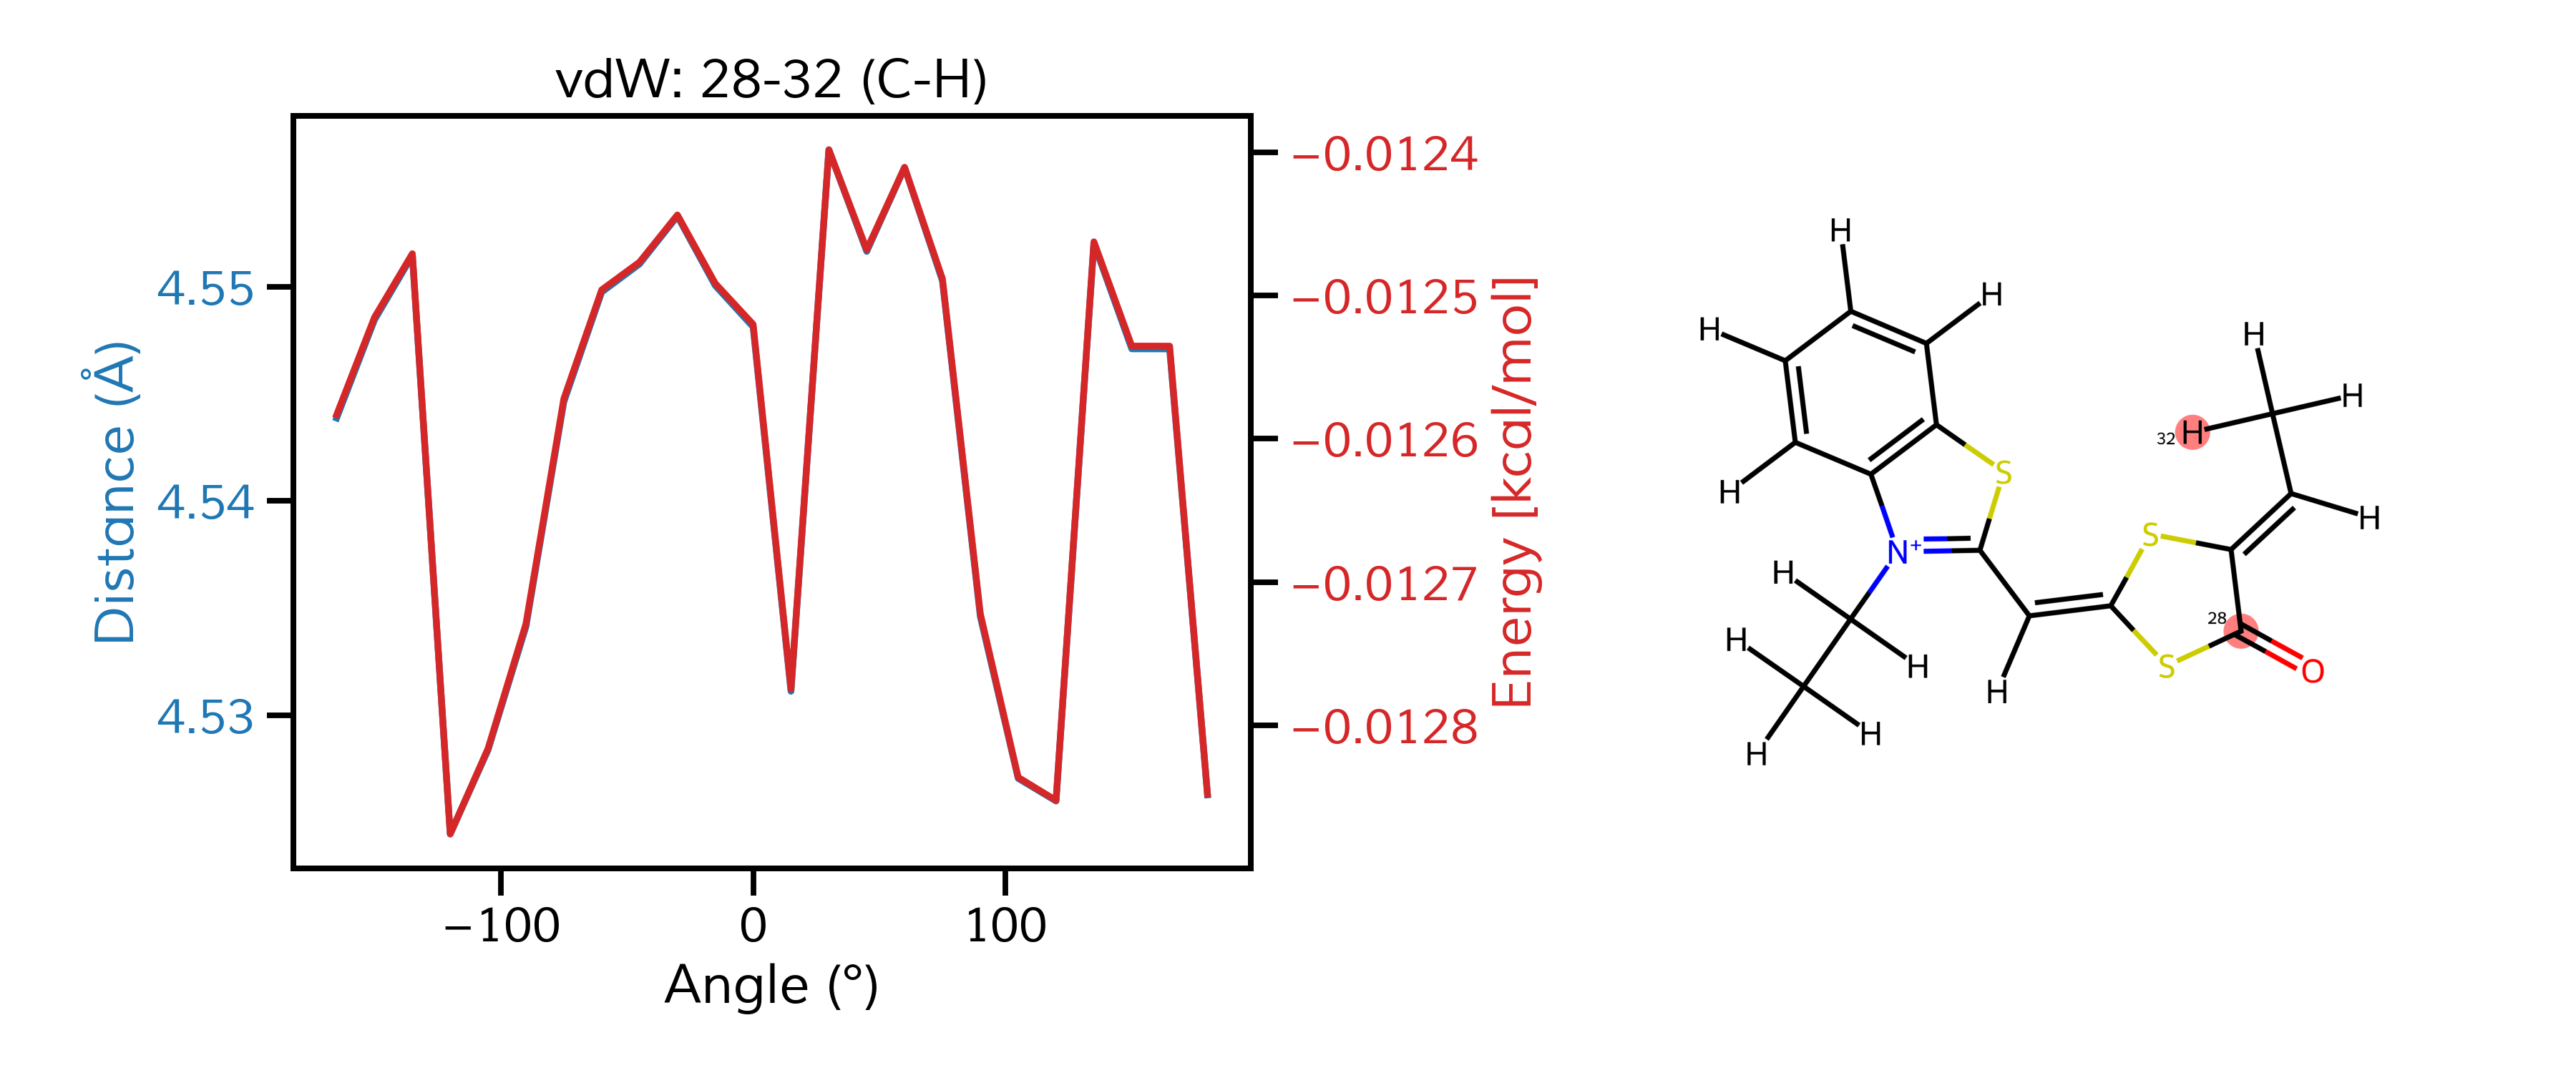 vdW: 28-32 (C-H)
Distance (Å)
4.55
4.54
4.53
−100
0
100
Angle (°)
−0.0124
−0.0125
−0.0126
−0.0127
−0.0128
Energy [kcal/mol]
H
H
H
H
H
H
32 H
S
H
S
N+
H
28
H
H
S
O
H
H
H